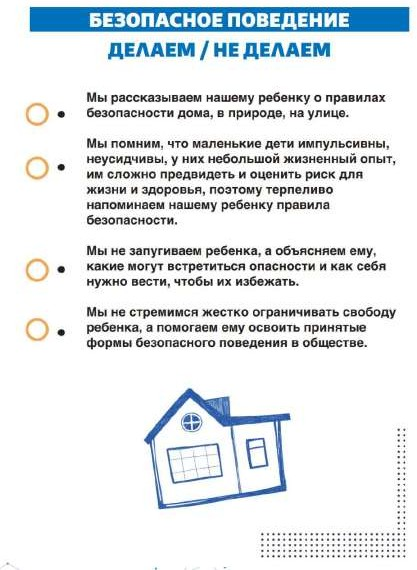 БЕЗОПАСНОЕ ПОВЕДЕНИЕ
ДЕЛАЕМ / НЕ ДЕЛАЕМ
Мы рассказываем нашему ребенку о правилах
безопасности дома, в природе, на улице.
Мы помним, что маленькие дети импульсивны,
неусидчивы, у них небольшой жизненный опыт,
им сложно предвидеть и оценить риск для
жизни и здоровья, поэтому терпеливо
напоминаем нашему ребенку правила
безопасности.
Мы не запугиваем ребенка, а объясняем ему,
какие могут встретиться опасности и как себя
нужно вести, чтобы их избежать.
Мы не стремимся жестко ограничивать свободу
ребенка, а помогаем ему освоить принятые
формы безопасного поведения в обществе.